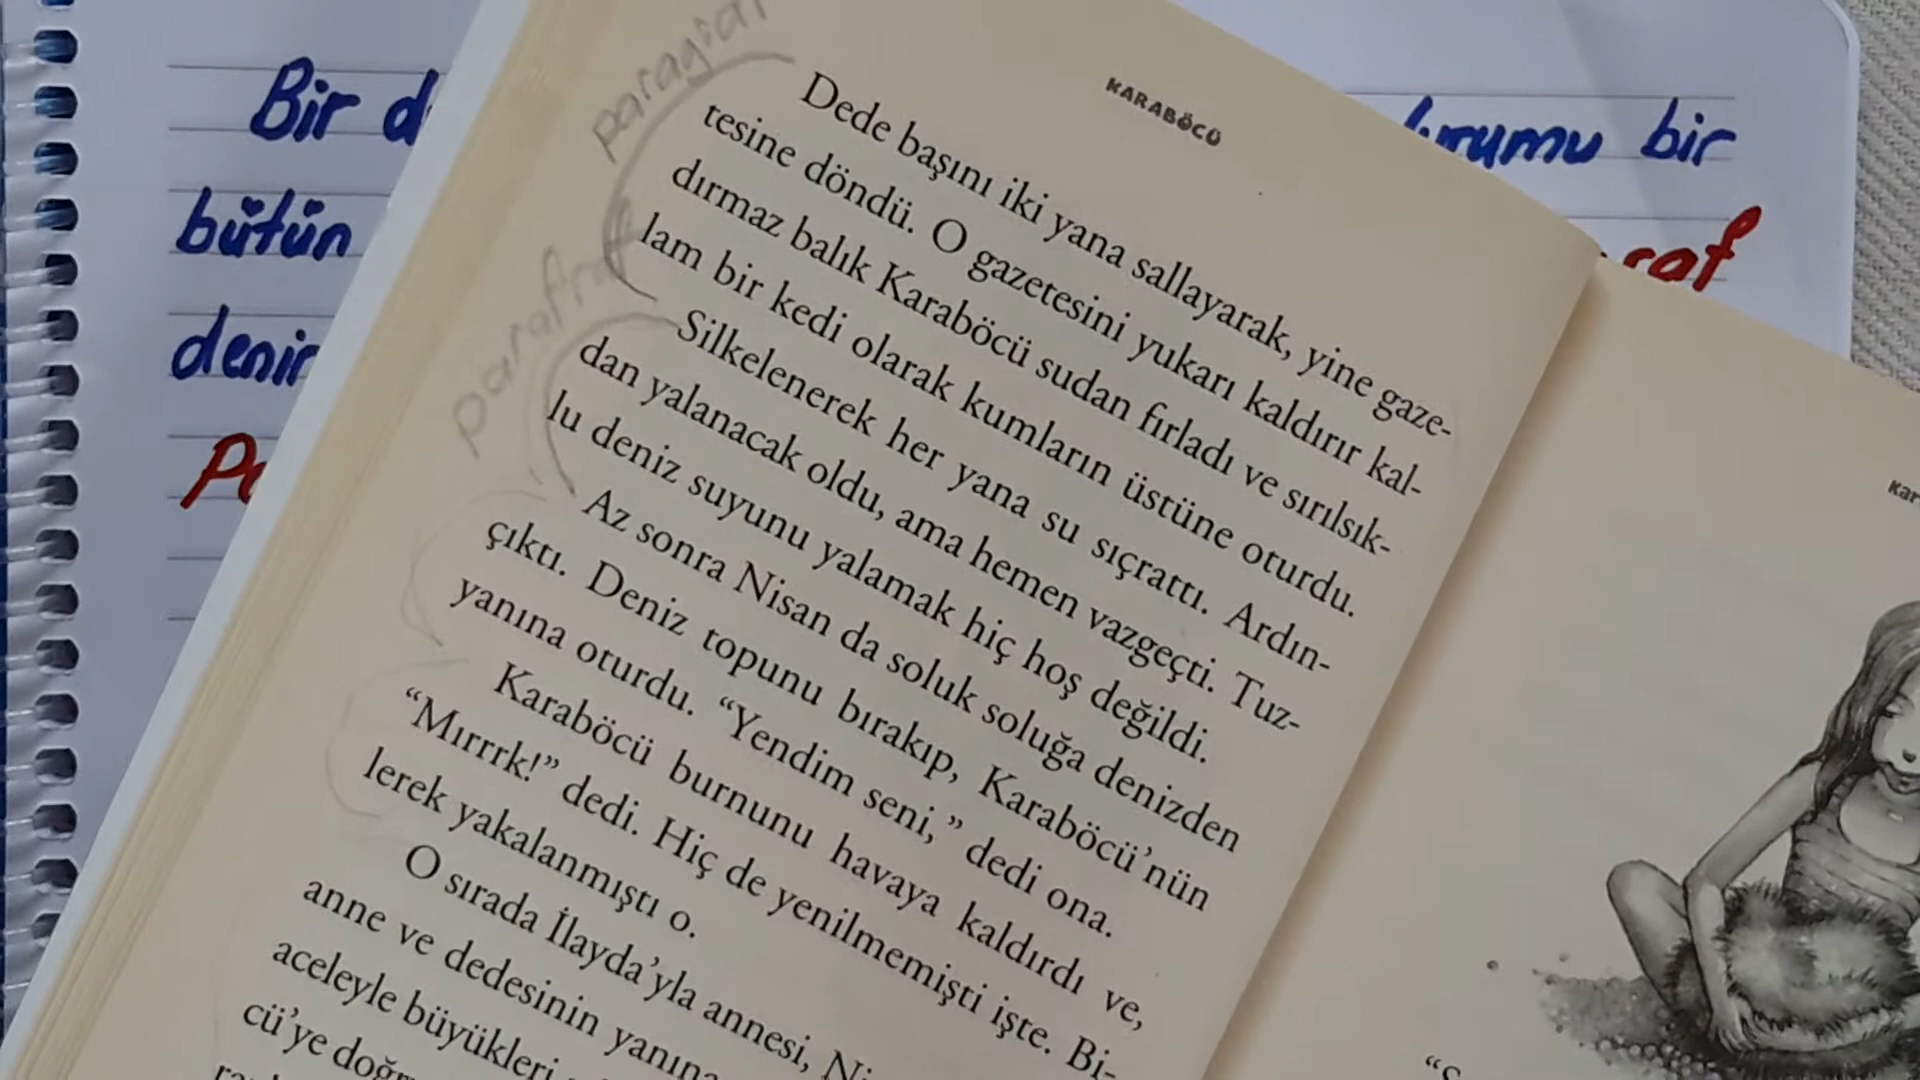 KARABÖCÜ
Dede başını iki yana sallayarak, yine gaze-
tesine döndü. O gazetesini yukarı kaldırır kal-
dırmaz balık Karaböcü sudan fırladı ve sırılsık-
lam bir kedi olarak kumların üstüne oturdu.
Silkelenerek her yana su sıçrattı. Ardın-
dan yalanacak oldu, ama hemen vazgeçti. Tuz-
lu deniz suyunu yalamak hiç hoş değildi.
Az sonra Nisan da soluk soluğa denizden
çıktı. Deniz topunu bırakıp, Karaböcü’nün
yanına oturdu. “Yendim seni,” dedi ona.
Karaböcü burnunu havaya kaldırdı ve,
“Mırrrk!” dedi. Hiç de yenilmemişti işte. Bi-
lerek yakalanmıştı o.
O sırada İlayda’yla annesi, Ni
anne ve dedesinin yanına
aceleyle büyükleri
cü’ye doğr
Bir d
bir
bütün
raf
denir